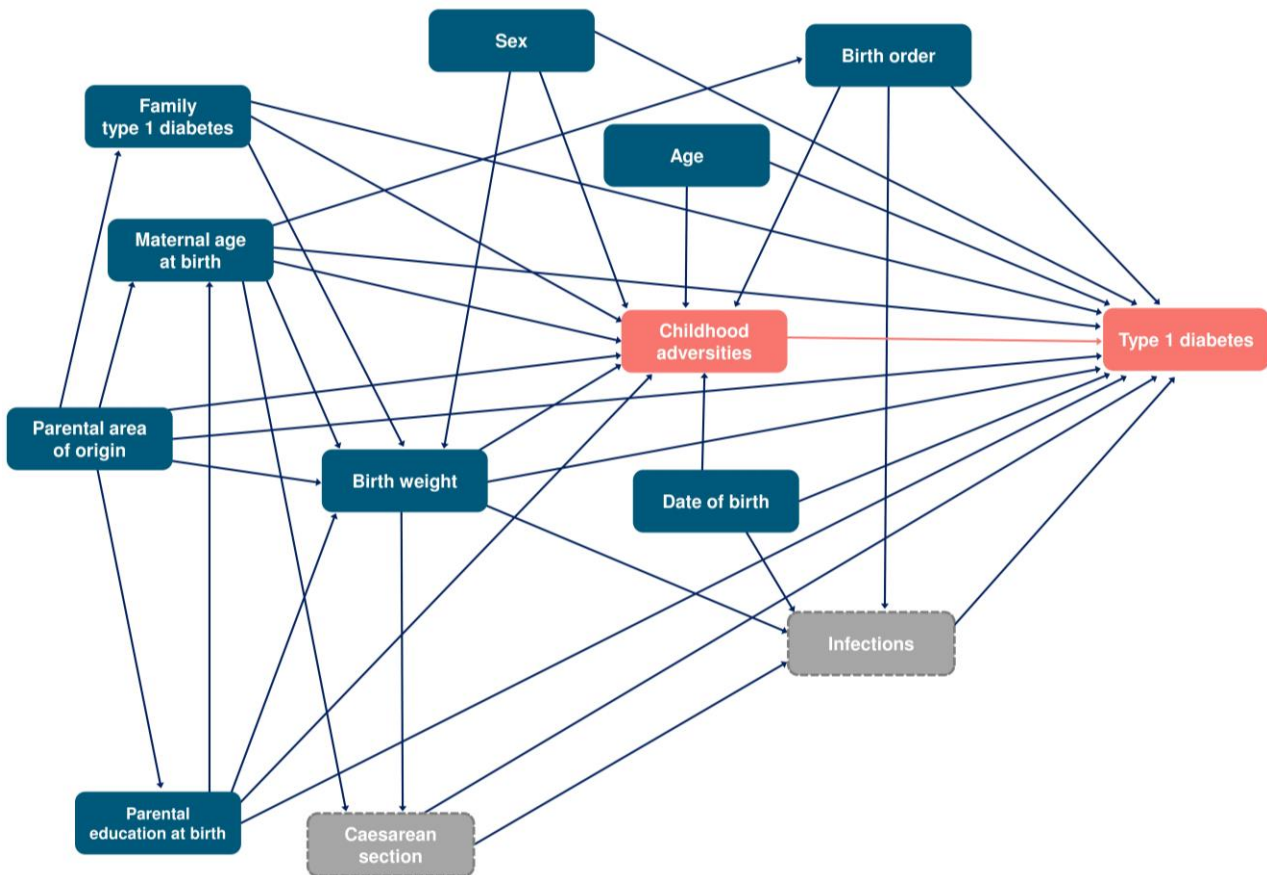 Sex
Birth order
Family
type 1 diabetes
Age
Maternal age
at birth
Childhood
adversities
Type 1 diabetes
Parental area
of origin
Birth weight
Date of birth
Infections
Parental
education at birth
Caesarean
section